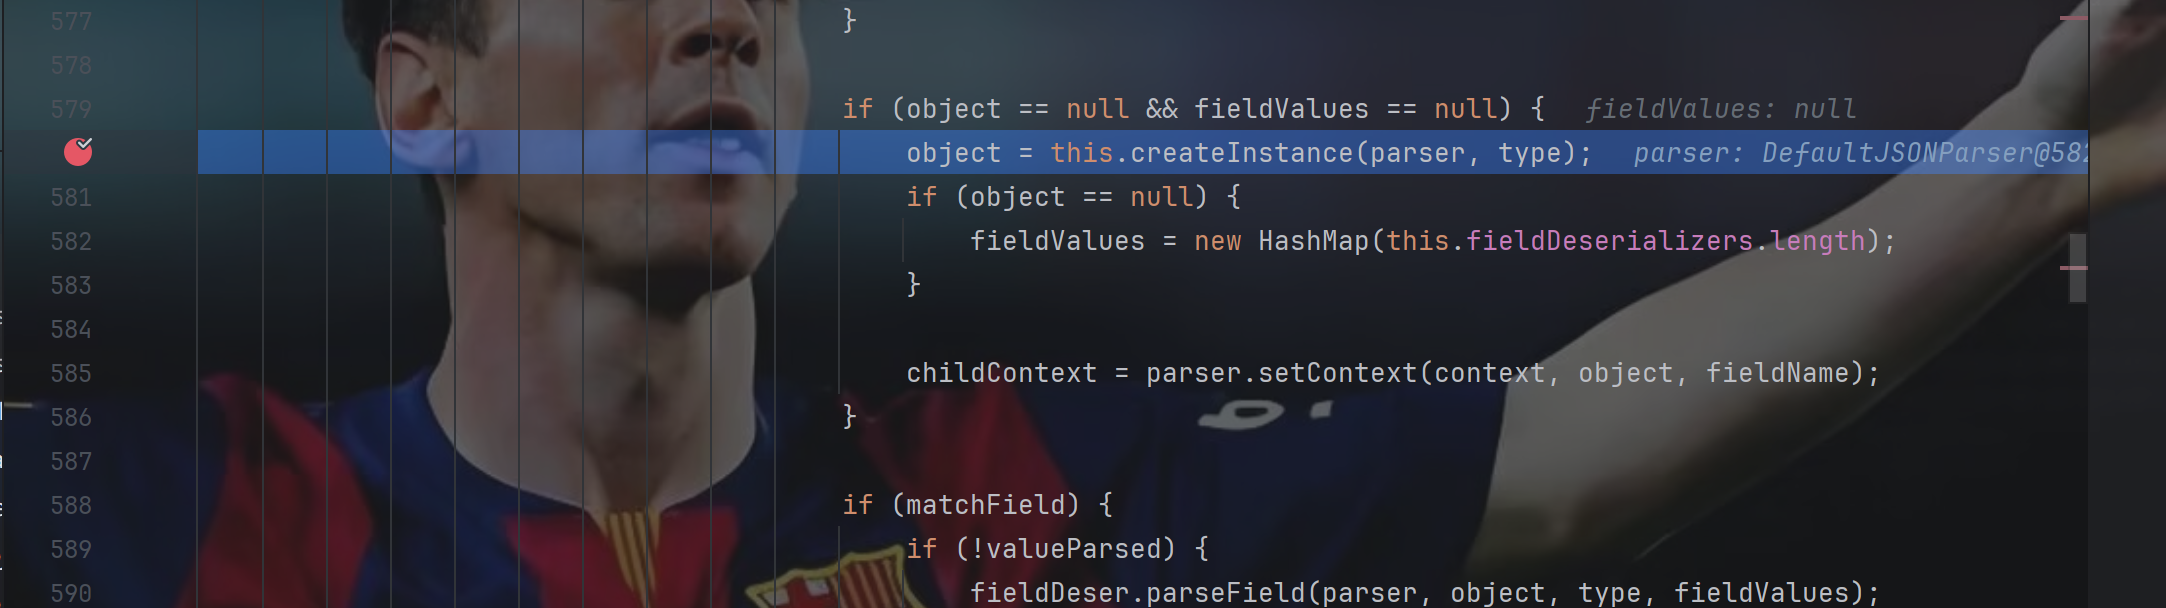 577 }
578
579 if (object == null && fieldValues == null) { fieldValues: null
object = this.createInstance(parser, type); parser: DefaultJSONParser@582
581 if (object == null) {
582 fieldValues = new HashMap(this.fieldDeserializers.length);
583 }
584
585 childContext = parser.setContext(context, object, fieldName);
586 }
587
588 if (matchField) {
589 if (!valueParsed) {
590 fieldDeser.parseField(parser, object, type, fieldValues);